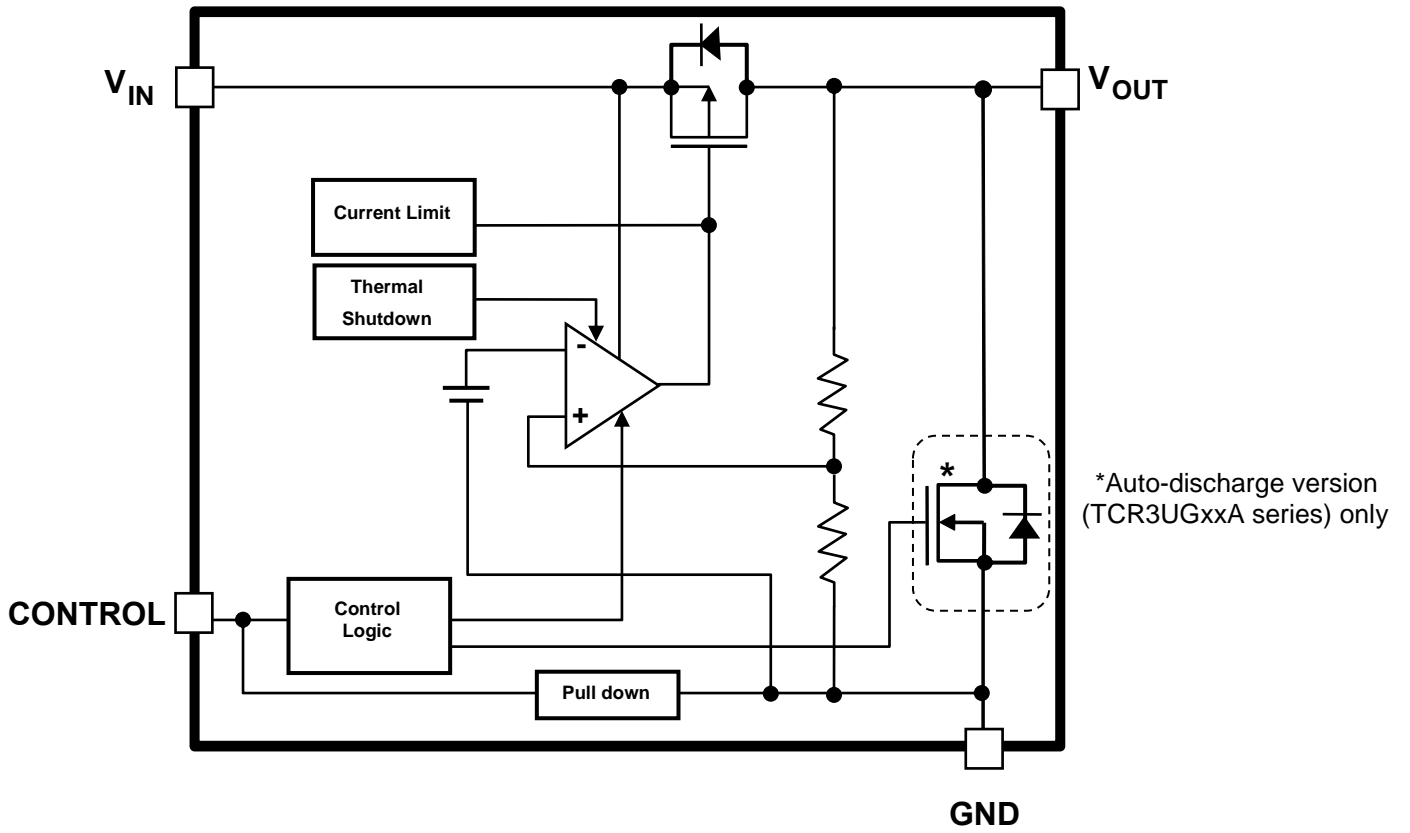 VIN
VOUT
Current Limit
Thermal
Shutdown
-
+
*
*Auto-discharge version
(TCR3UGxxA series) only
CONTROL
Control
Logic
Pull down
GND